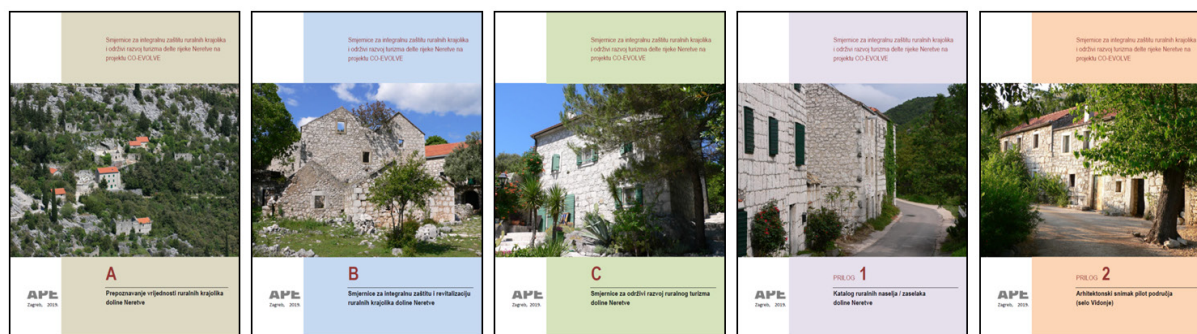 Smjernice za integralnu zaštitu ruralnih krajolika
i održivi razvoj turizma delte rijeke Neretve na
projektu CO-EVOLVE
A
Prepoznavanje vrijednosti ruralnih krajolika
doline Neretve
APE
Zagreb, 2019.
Smjernice za integralnu zaštitu ruralnih krajolika
i održivi razvoj turizma delte rijeke Neretve na
projektu CO-EVOLVE
B
Smjernice za integralnu zaštitu i revitalizaciju
ruralnih krajolika doline Neretve
APE
Zagreb, 2019.
Smjernice za integralnu zaštitu ruralnih krajolika
i održivi razvoj turizma delte rijeke Neretve na
projektu CO-EVOLVE
C
Smjernice za održivi razvoj ruralnog turizma
doline Neretve
APE
Zagreb, 2019.
Smjernice za integralnu zaštitu ruralnih krajolika
i održivi razvoj turizma delte rijeke Neretve na
projektu CO-EVOLVE
PRILOG 1
Katalog ruralnih naselja / zaselaka
doline Neretve
APE
Zagreb, 2019.
Smjernice za integralnu zaštitu ruralnih krajolika
i održivi razvoj turizma delte rijeke Neretve na
projektu CO-EVOLVE
PRILOG 2
Arhitektonski snimak pilot područja
(selo Vidonje)
APE
Zagreb, 2019.